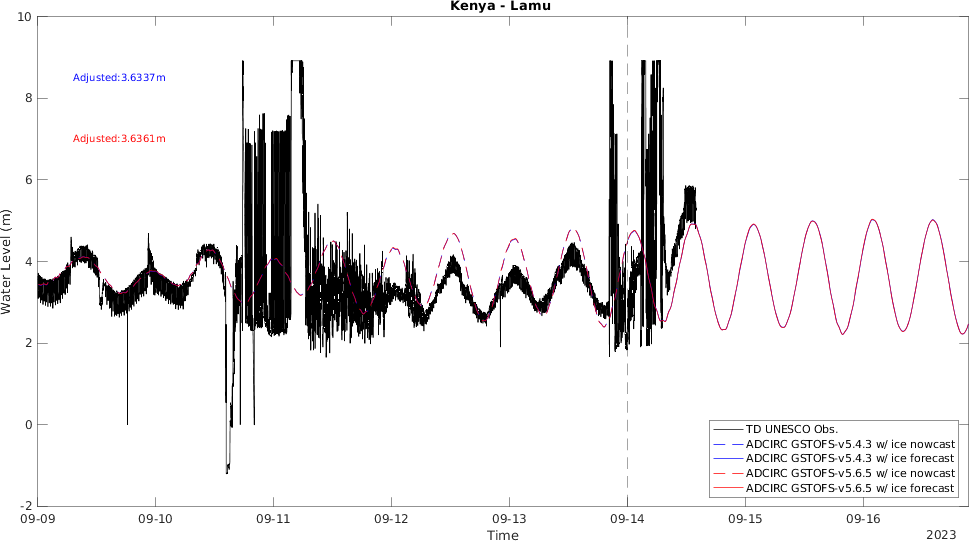 Kenya - Lamu
10
8
6
4
2
0
-2
Water Level (m)
Adjusted:3.6337m
Adjusted:3.6361m
TD UNESCO Obs.
ADCIRC GSTOFS-v5.4.3 w/ ice nowcast
ADCIRC GSTOFS-v5.4.3 w/ ice forecast
ADCIRC GSTOFS-v5.6.5 w/ ice nowcast
ADCIRC GSTOFS-v5.6.5 w/ ice forecast
09-09 09-10 09-11 09-12 09-13 09-14 09-15 09-16
Time
2023